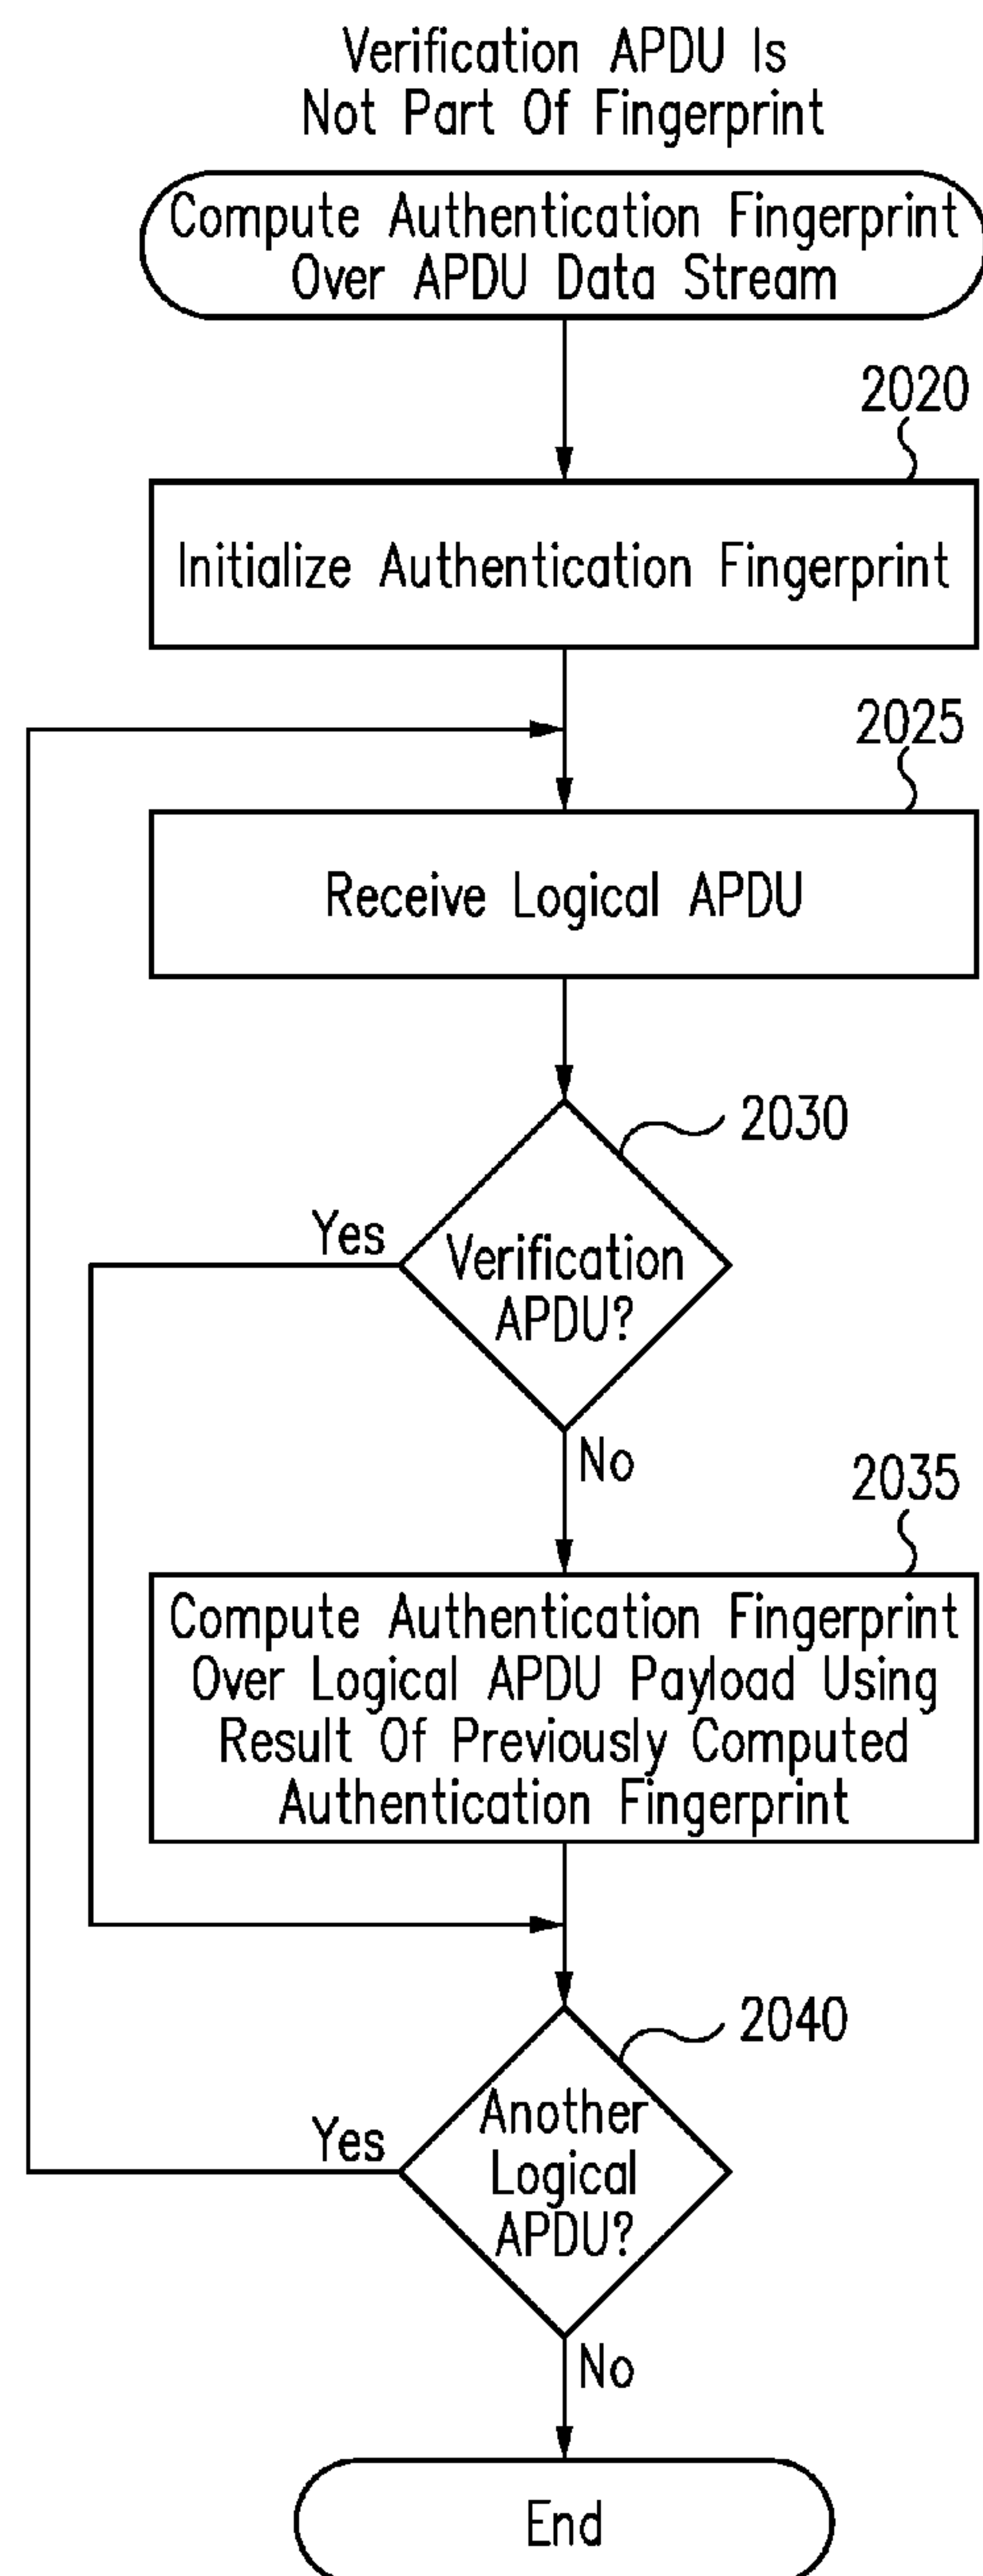 Verification APDU Is
Not Part Of Fingerprint
Compute Authentication Fingerprint
Over APDU Data Stream
2020
Initialize Authentication Fingerprint
2025
Receive Logical APDU
2030
Yes
Verification
APDU?
No
2035
Compute Authentication Fingerprint
Over Logical APDU Payload Using
Result Of Previously Computed
Authentication Fingerprint
2040
Another
Yes
Logical
APDU?
No
End